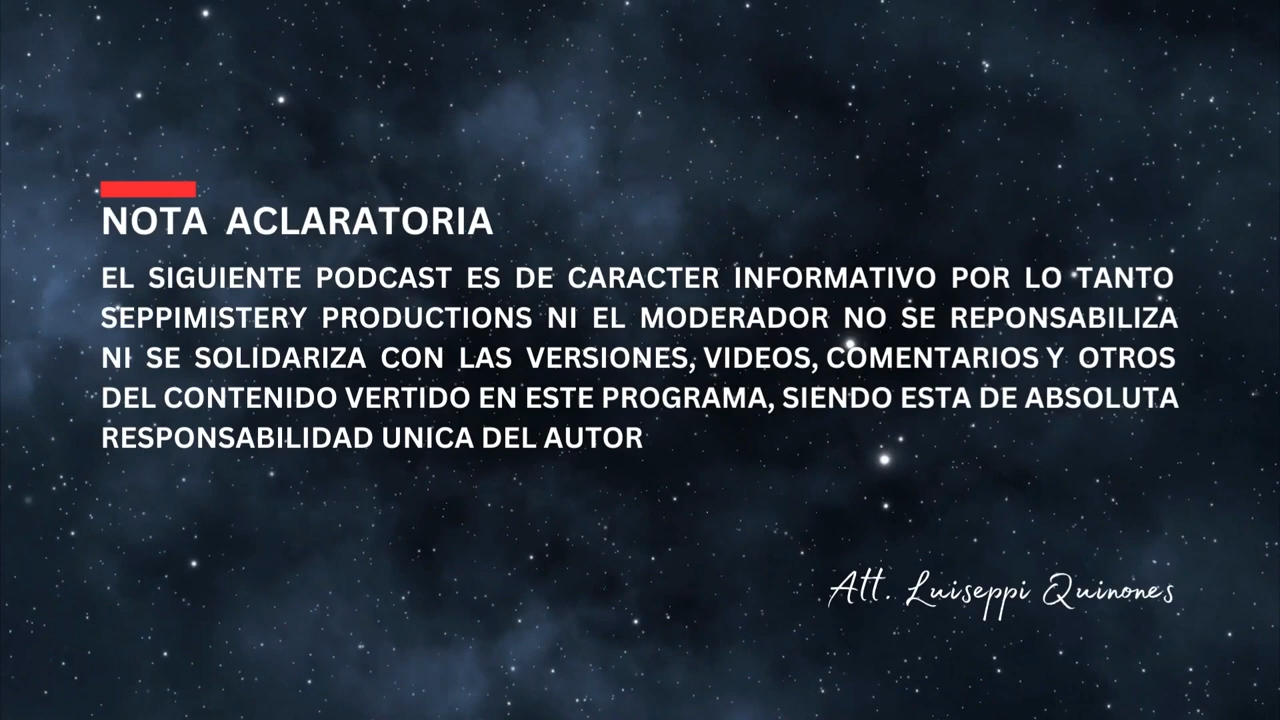 NOTA ACLARATORIA
EL SIGUIENTE PODCAST ES DE CARACTER INFORMATIVO POR LO TANTO
SEPPIMISTERY PRODUCTIONS NI EL MODERADOR NO SE REPONSABILIZA
NI SE SOLIDARIZA CON LAS VERSIONES, VIDEOS, COMENTARIOS Y OTROS
DEL CONTENIDO VERTIDO EN ESTE PROGRAMA, SIENDO ESTA DE ABSOLUTA
RESPONSABILIDAD UNICA DEL AUTOR
Att. Luiseppi Quinones